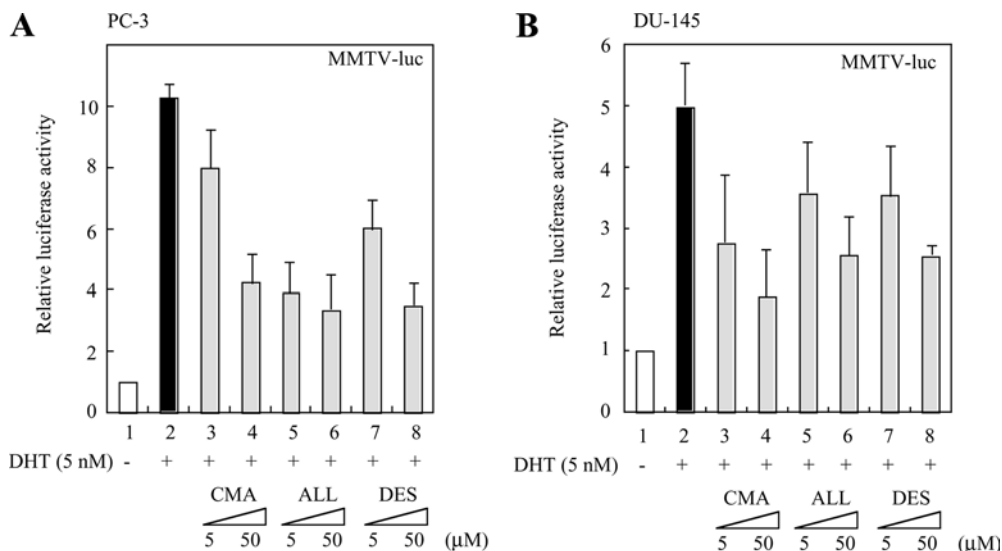 A
PC-3
MMTV-luc
Relative luciferase activity
10
8
6
4
2
0
1 2 3 4 5 6 7 8
DHT (5 nM) - + + + + + + +
CMA ALL DES
5 50 5 50 5 50 (μM)
B
DU-145
MMTV-luc
Relative luciferase activity
6
5
4
3
2
1
0
1 2 3 4 5 6 7 8
DHT (5 nM) - + + + + + + +
CMA ALL DES
5 50 5 50 5 50 (μM)